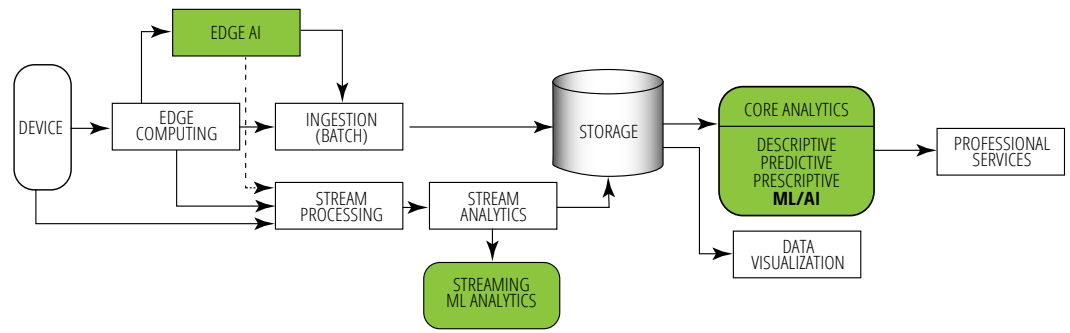 EDGE AI
DEVICE
EDGE
COMPUTING
INGESTION
(BATCH)
STORAGE
CORE ANALYTICS
DESCRIPTIVE
PREDICTIVE
PRESCRIPTIVE
ML/AI
PROFESSIONAL
SERVICES
STREAM
PROCESSING
STREAM
ANALYTICS
DATA
VISUALIZATION
STREAMING
ML ANALYTICS